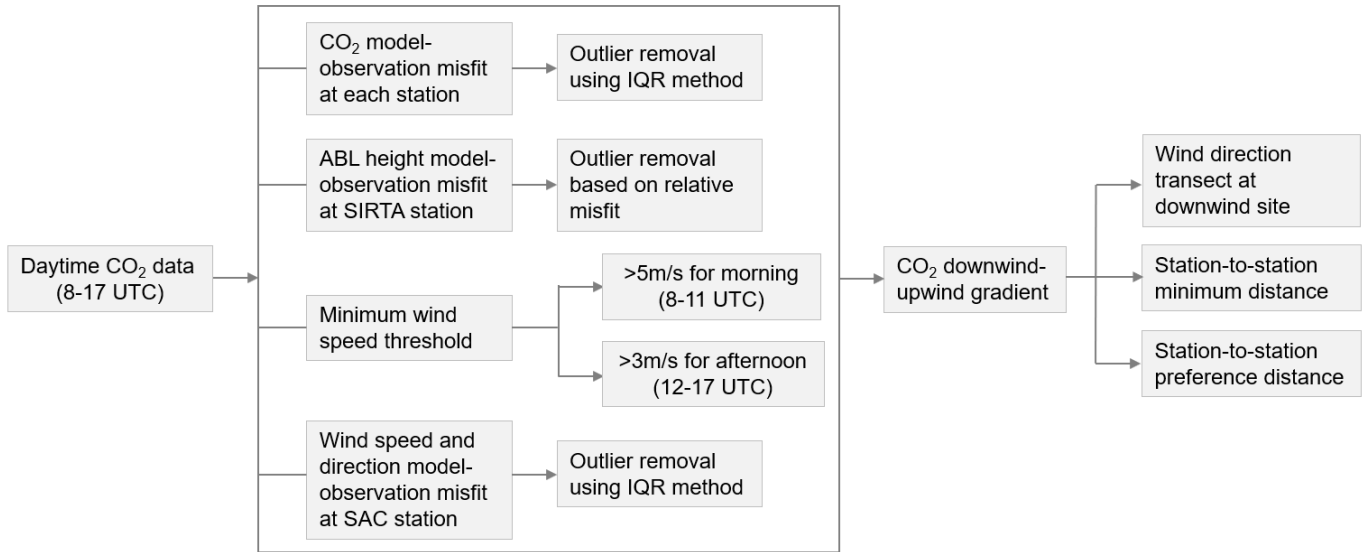 Daytime CO₂ data
(8-17 UTC)
CO₂ model-
observation misfit
at each station
Outlier removal
using IQR method
ABL height model-
observation misfit
at SIRTA station
Outlier removal
based on relative
misfit
Minimum wind
speed threshold
>5m/s for morning
(8-11 UTC)
>3m/s for afternoon
(12-17 UTC)
Wind speed and
direction model-
observation misfit
at SAC station
Outlier removal
using IQR method
CO₂ downwind-
upwind gradient
Wind direction
transect at
downwind site
Station-to-station
minimum distance
Station-to-station
preference distance